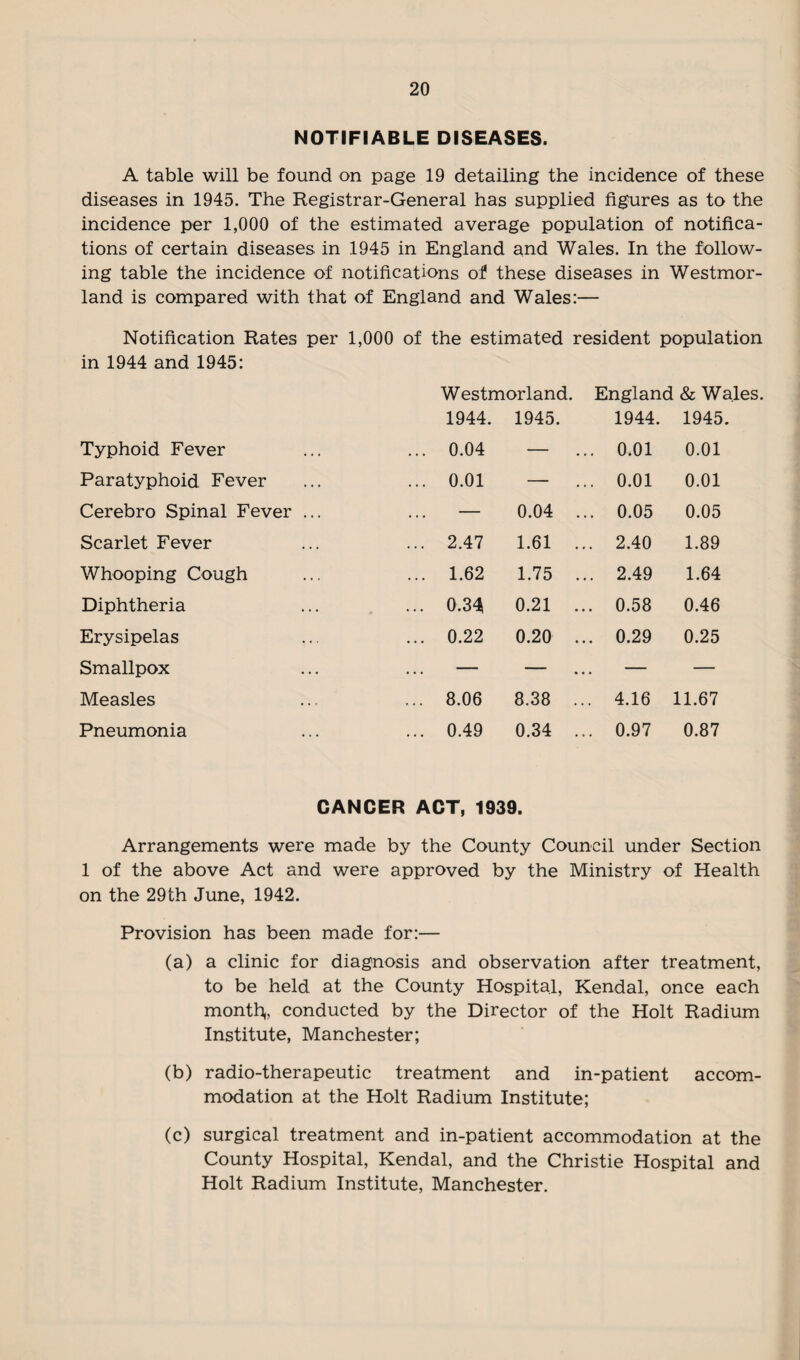 20
NOTIFIABLE DISEASES.
A table will be found on page 19 detailing the incidence of these
diseases in 1945. The Registrar-General has supplied figures as to the
incidence per 1,000 of the estimated average population of notifica-
tions of certain diseases in 1945 in England and Wales. In the follow-
ing table the incidence of notifications of these diseases in Westmor-
land is compared with that of England and Wales:—
Notification Rates per 1,000 of the estimated resident population
in 1944 and 1945:
Westmorland. England & Wales.
1944. 1945. 1944. 1945.
Typhoid Fever ... ... 0.04 — ... 0.01 0.01
Paratyphoid Fever ... ... 0.01 — ... 0.01 0.01
Cerebro Spinal Fever ... ... — 0.04 ... 0.05 0.05
Scarlet Fever ... ... 2.47 1.61 ... 2.40 1.89
Whooping Cough ... ... 1.62 1.75 ... 2.49 1.64
Diphtheria ... ... 0.34 0.21 ... 0.58 0.46
Erysipelas ... ... 0.22 0.20 ... 0.29 0.25
Smallpox ... ... — — ... — —
Measles ... ... 8.06 8.38 ... 4.16 11.67
Pneumonia ... ... 0.49 0.34 ... 0.97 0.87
CANCER ACT, 1939.
Arrangements were made by the County Council under Section
1 of the above Act and were approved by the Ministry of Health
on the 29th June, 1942.
Provision has been made for:—
(a) a clinic for diagnosis and observation after treatment,
to be held at the County Hospital, Kendal, once each
month, conducted by the Director of the Holt Radium
Institute, Manchester;
(b) radio-therapeutic treatment and in-patient accom-
modation at the Holt Radium Institute;
(c) surgical treatment and in-patient accommodation at the
County Hospital, Kendal, and the Christie Hospital and
Holt Radium Institute, Manchester.